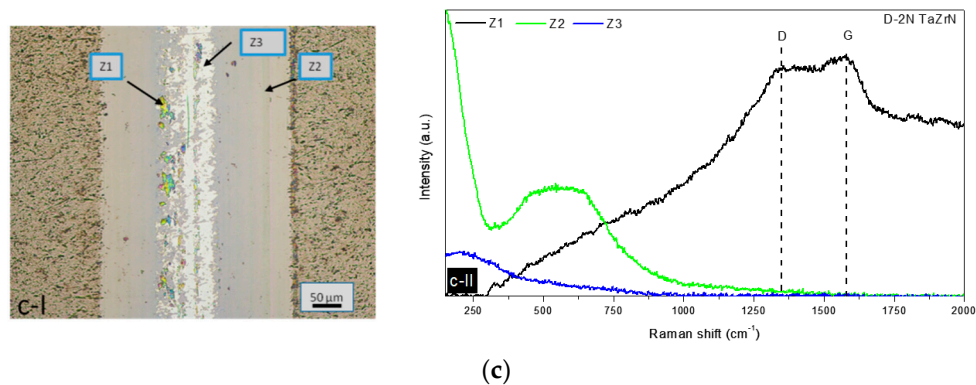 Z1
Z3
Z2
c-I
50 µm
Z1 Z2 Z3
D-2N TaZrN
D
G
Intensity (a.u.)
c-II
250 500 750 1000 1250 1500 1750 2000
Raman shift (cm⁻¹)
(c)